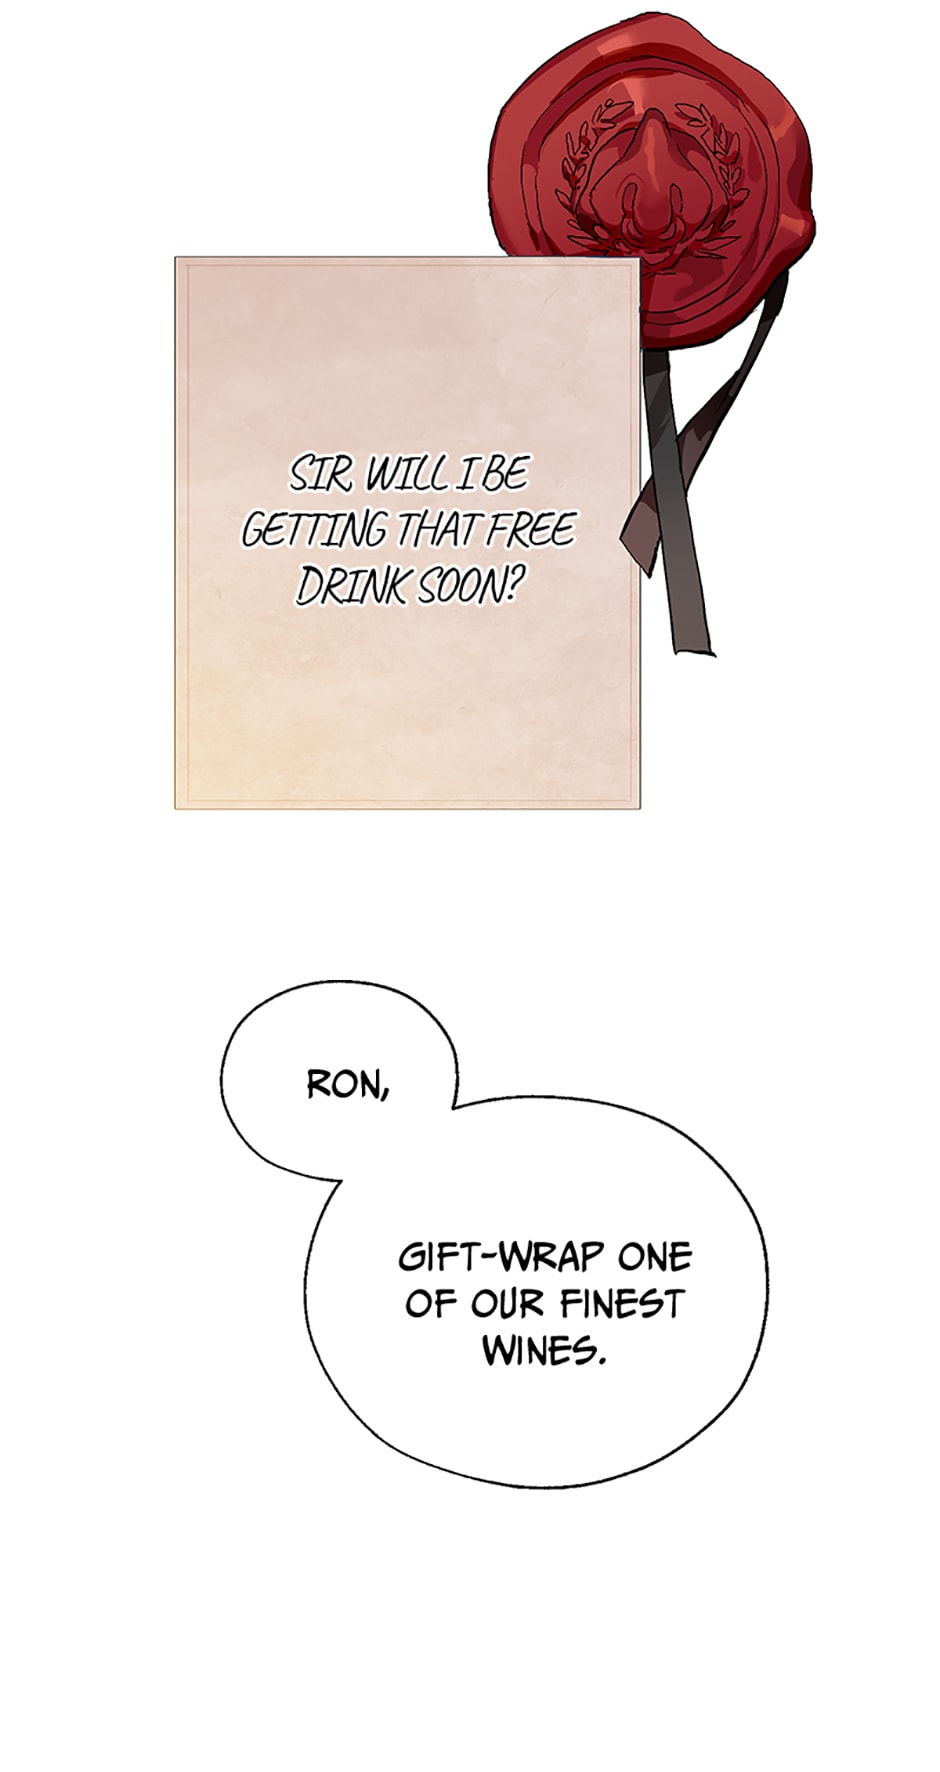 SIR, WILL I BE
GETTING THAT FREE
DRINK SOON?
RON,
GIFT-WRAP ONE
OF OUR FINEST
WINES.